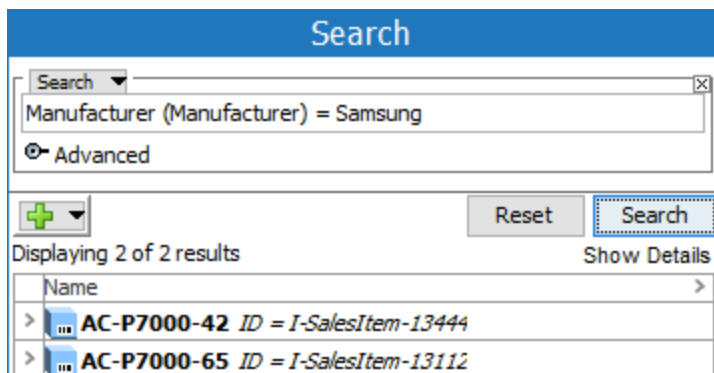 Search
Search
Manufacturer (Manufacturer) = Samsung
Advanced
Reset Search
Displaying 2 of 2 results Show Details
Name >
> AC-P7000-42 ID = I-SalesItem-13444
> AC-P7000-65 ID = I-SalesItem-13112